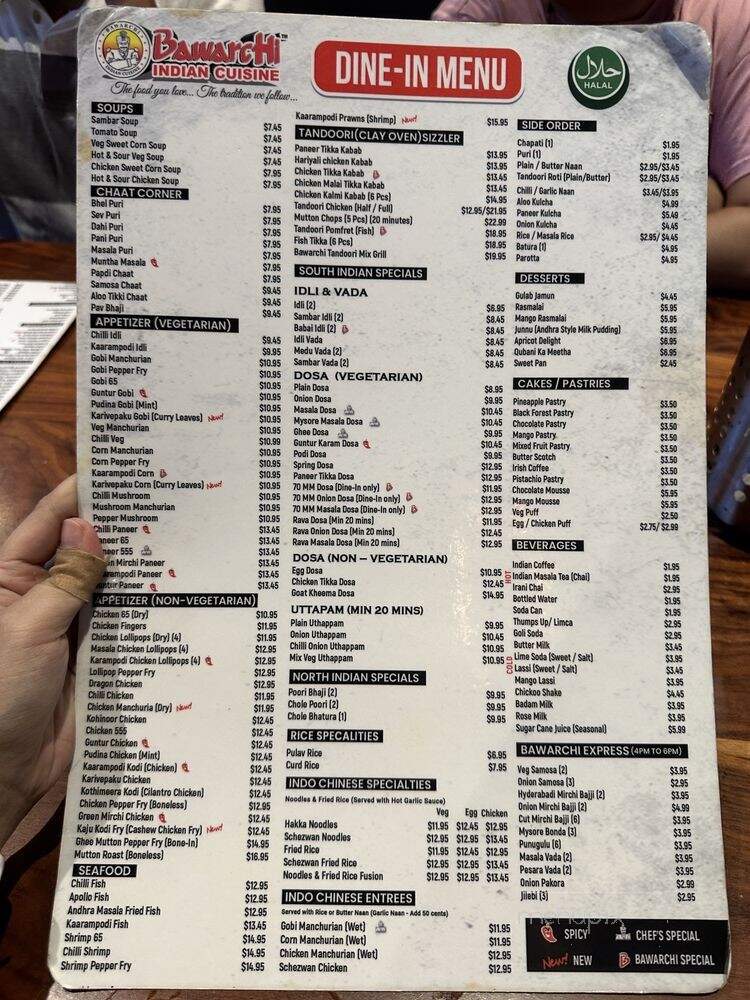 BAWARCHI
INDIAN CUISINE
BAWARCHI™
INDIAN CUISINE
The food you love... The tradition we follow...
DINE-IN MENU
حلال
HALAL
SOUPS
Sambar Soup $7.45
Tomato Soup $7.45
Veg Sweet Corn Soup $7.45
Hot & Sour Veg Soup $7.45
Chicken Sweet Corn Soup $7.95
Hot & Sour Chicken Soup $7.95
CHAAT CORNER
Bhel Puri $7.95
Sev Puri $7.95
Dahi Puri $7.95
Pani Puri $7.95
Masala Puri $7.95
Muntha Masala $7.95
Papdi Chaat $7.95
Samosa Chaat $9.45
Aloo Tikki Chaat $9.45
Pav Bhaji $9.45
APPETIZER (VEGETARIAN)
Chilli Idli $9.45
Kaarampodi Idli $9.45
Gobi Manchurian $10.95
Gobi Pepper Fry $10.95
Gobi 65 $10.95
Guntur Gobi $10.95
Pudina Gobi (Mint) $10.95
Karivepaku Gobi (Curry Leaves) New! $10.95
Veg Manchurian $10.95
Chilli Veg $10.99
Corn Manchurian $10.95
Corn Pepper Fry $10.95
Kaarampodi Corn $10.95
Karivepaku Corn (Curry Leaves) New! $10.95
Chilli Mushroom $10.95
Mushroom Manchurian $10.95
Pepper Mushroom $10.95
Chilli Paneer $13.45
aneer 65 $13.45
neer 555 $13.45
an Mirchi Paneer $13.45
arampodi Paneer $13.45
untur Paneer $13.45
APPETIZER (NON-VEGETARIAN)
Chicken 65 (Dry) $10.95
Chicken Fingers $11.95
Chicken Lollipops (Dry) (4) $11.95
Masala Chicken Lollipops (4) $12.95
Karampodi Chicken Lollipops (4) $12.95
Lollipop Pepper Fry $12.95
Dragon Chicken $12.95
Chilli Chicken $11.95
Chicken Manchuria (Dry) New! $11.95
Kohinoor Chicken $12.45
Chicken 555 $12.45
Guntur Chicken $12.45
Pudina Chicken (Mint) $12.45
Kaarampodi Kodi (Chicken) $12.45
Karivepaku Chicken $12.45
Kothimeera Kodi (Cilantro Chicken) $12.45
Chicken Pepper Fry (Boneless) $12.95
Green Mirchi Chicken $12.45
Kaju Kodi Fry (Cashew Chicken Fry) New! $12.45
Ghee Mutton Pepper Fry (Bone-In) $14.95
Mutton Roast (Boneless) $16.95
SEAFOOD
Chilli Fish $12.95
Apollo Fish $12.95
Andhra Masala Fried Fish $12.95
Kaarampodi Fish $13.45
Shrimp 65 $14.95
Chilli Shrimp $14.95
Shrimp Pepper Fry $14.95
Kaarampodi Prawns (Shrimp) New! $15.95
TANDOORI(CLAY OVEN)SIZZLER
Paneer Tikka Kabab $13.95
Hariyali chicken Kabab $13.95
Chicken Tikka Kabab $13.45
Chicken Malai Tikka Kabab $13.45
Chicken Kalmi Kabab (6 Pcs) $14.95
Tandoori Chicken (Half / Full) $12.95/$21.95
Mutton Chops (5 Pcs) (20 minutes) $22.99
Tandoori Pomfret (Fish) $18.95
Fish Tikka (6 Pcs) $18.95
Bawarchi Tandoori Mix Grill $19.95
SOUTH INDIAN SPECIALS
IDLI & VADA
Idli (2) $6.95
Sambar Idli (2) $8.45
Babai Idli (2) $8.45
Idli Vada $8.45
Medu Vada (2) $8.45
Sambar Vada (2) $8.45
DOSA (VEGETARIAN)
Plain Dosa $8.95
Onion Dosa $9.95
Masala Dosa $10.45
Mysore Masala Dosa $10.45
Ghee Dosa $9.95
Guntur Karam Dosa $10.45
Podi Dosa $9.95
Spring Dosa $12.95
Paneer Tikka Dosa $12.95
70 MM Dosa (Dine-In only) $11.95
70 MM Onion Dosa (Dine-In only) $12.95
70 MM Masala Dosa (Dine-In only) $12.95
Rava Dosa (Min 20 mins) $11.95
Rava Onion Dosa (Min 20 mins) $12.45
Rava Masala Dosa (Min 20 mins) $12.95
DOSA (NON – VEGETARIAN)
Egg Dosa $10.95
Chicken Tikka Dosa $12.45
Goat Kheema Dosa $14.95
UTTAPAM (MIN 20 MINS)
Plain Uthappam $9.95
Onion Uthappam $10.45
Chilli Onion Uthappam $10.45
Mix Veg Uthappam $10.95
NORTH INDIAN SPECIALS
Poori Bhaji (2) $9.95
Chole Poori (2) $9.95
Chole Bhatura (1) $9.95
RICE SPECIALITIES
Pulav Rice $6.95
Curd Rice $7.95
INDO CHINESE SPECIALTIES
Noodles & Fried Rice (Served with Hot Garlic Sauce)
Veg Egg Chicken
Hakka Noodles $11.95 $12.45 $12.95
Schezwan Noodles $12.95 $12.95 $13.45
Fried Rice $11.95 $12.45 $12.95
Schezwan Fried Rice $12.95 $12.95 $13.45
Noodles & Fried Rice Fusion $12.95 $12.95 $13.45
INDO CHINESE ENTREES
Served with Rice or Butter Naan (Garlic Naan - Add 50 cents)
Gobi Manchurian (Wet) $11.95
Corn Manchurian (Wet) $11.95
Chicken Manchurian (Wet) $12.95
Schezwan Chicken $12.95
SIDE ORDER
Chapati (1) $1.95
Puri (1) $1.95
Plain / Butter Naan $2.95/$3.45
Tandoori Roti (Plain/Butter) $2.95/$3.45
Chilli / Garlic Naan $3.45/$3.95
Aloo Kulcha $4.99
Paneer Kulcha $5.49
Onion Kulcha $4.45
Rice / Masala Rice $2.95/ $4.45
Batura (1) $4.95
Parotta $4.95
DESSERTS
Gulab Jamun $4.45
Rasmalai $5.95
Mango Rasmalai $5.95
Junnu (Andhra Style Milk Pudding) $5.95
Apricot Delight $6.95
Qubani Ka Meetha $6.95
Sweet Pan $2.45
CAKES / PASTRIES
Pineapple Pastry $3.50
Black Forest Pastry $3.50
Chocolate Pastry $3.50
Mango Pastry. $3.50
Mixed Fruit Pastry $3.50
Butter Scotch $3.50
Irish Coffee $3.50
Pistachio Pastry $3.50
Chocolate Mousse $5.95
Mango Mousse $5.95
Veg Puff $2.50
Egg / Chicken Puff $2.75/ $2.99
BEVERAGES
HOT
Indian Coffee $1.95
Indian Masala Tea (Chai) $1.95
Irani Chai $2.95
COLD
Bottled Water $1.95
Soda Can $1.95
Thumps Up/ Limca $2.95
Goli Soda $2.95
Butter Milk $3.45
Lime Soda (Sweet / Salt) $3.95
Lassi (Sweet / Salt) $3.45
Mango Lassi $3.95
Chickoo Shake $4.45
Badam Milk $3.95
Rose Milk $3.95
Sugar Cane Juice (Seasonal) $5.99
BAWARCHI EXPRESS (4PM TO 6PM)
Veg Samosa (2) $3.95
Onion Samosa (3) $2.95
Hyderabadi Mirchi Bajji (2) $3.95
Onion Mirchi Bajji (2) $4.99
Cut Mirchi Bajji (6) $3.95
Mysore Bonda (3) $3.95
Punugulu (6) $3.95
Masala Vada (2) $3.95
Pesara Vada (2) $3.95
Onion Pakora $2.99
Jilebi (3) $2.95
SPICY
CHEF'S SPECIAL
New! NEW
BAWARCHI SPECIAL